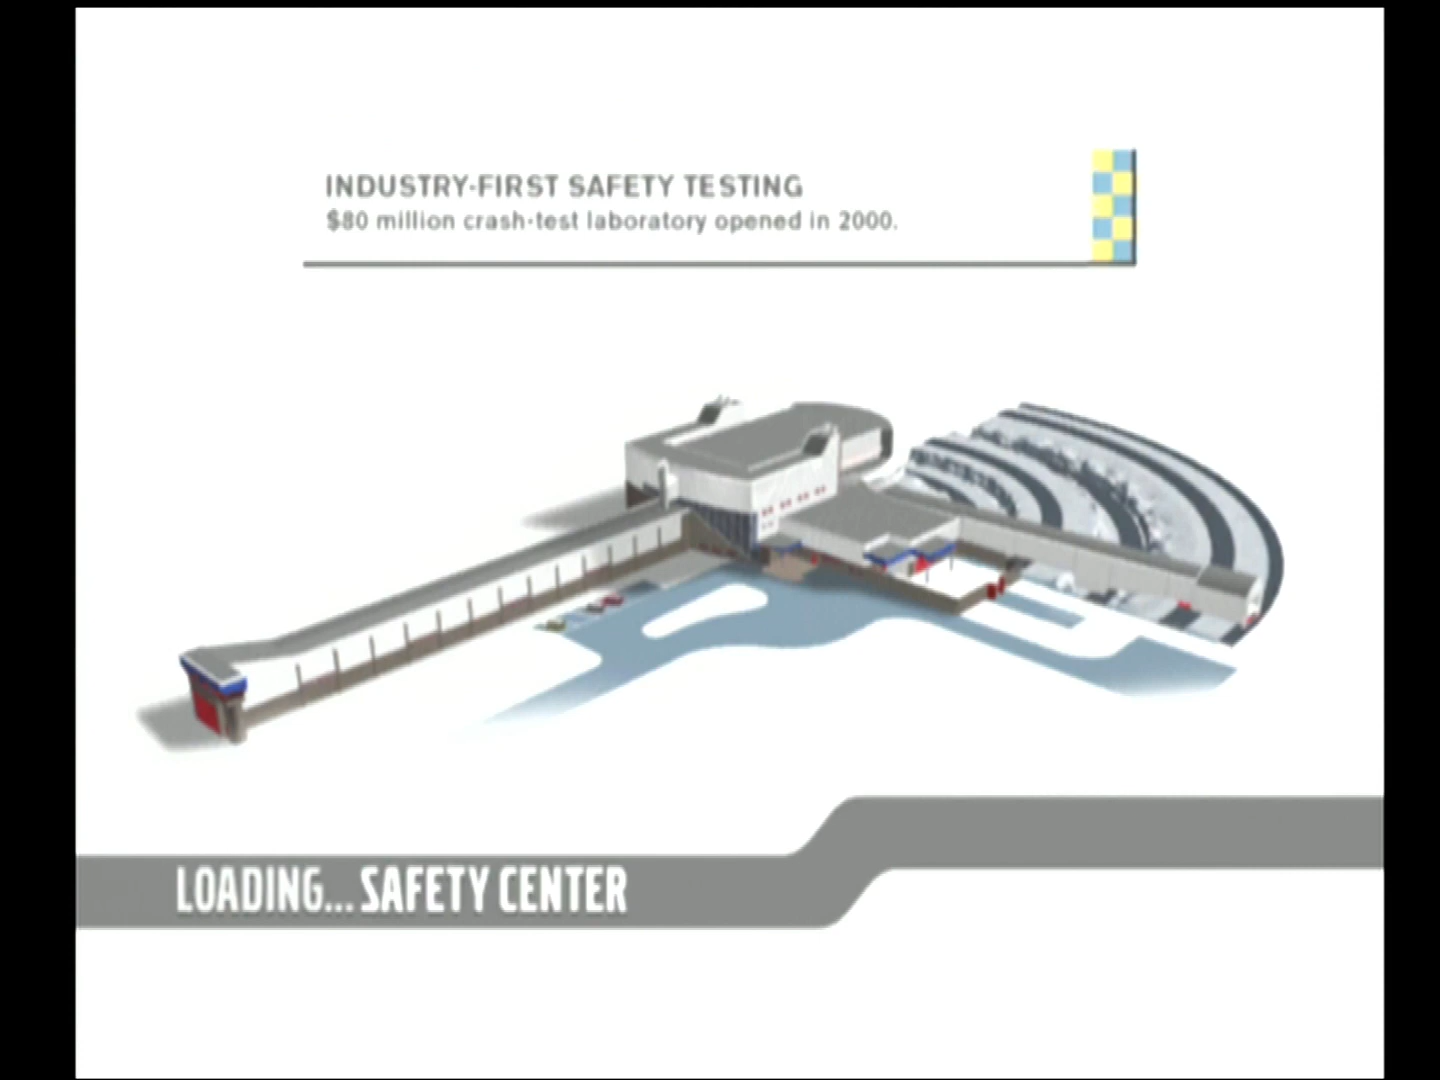 INDUSTRY-FIRST SAFETY TESTING
$80 million crash-test laboratory opened in 2000.
LOADING... SAFETY CENTER